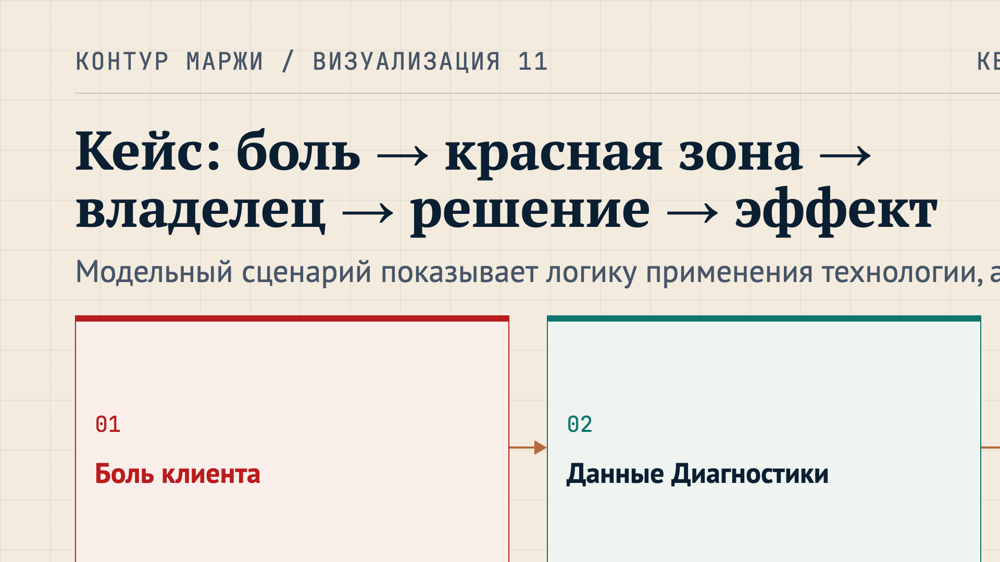 КОНТУР МАРЖИ / ВИЗУАЛИЗАЦИЯ 11
Кейс: боль → красная зона →
владелец → решение → эффект
Модельный сценарий показывает логику применения технологии,
01
Боль клиента
02
Данные Диагностики